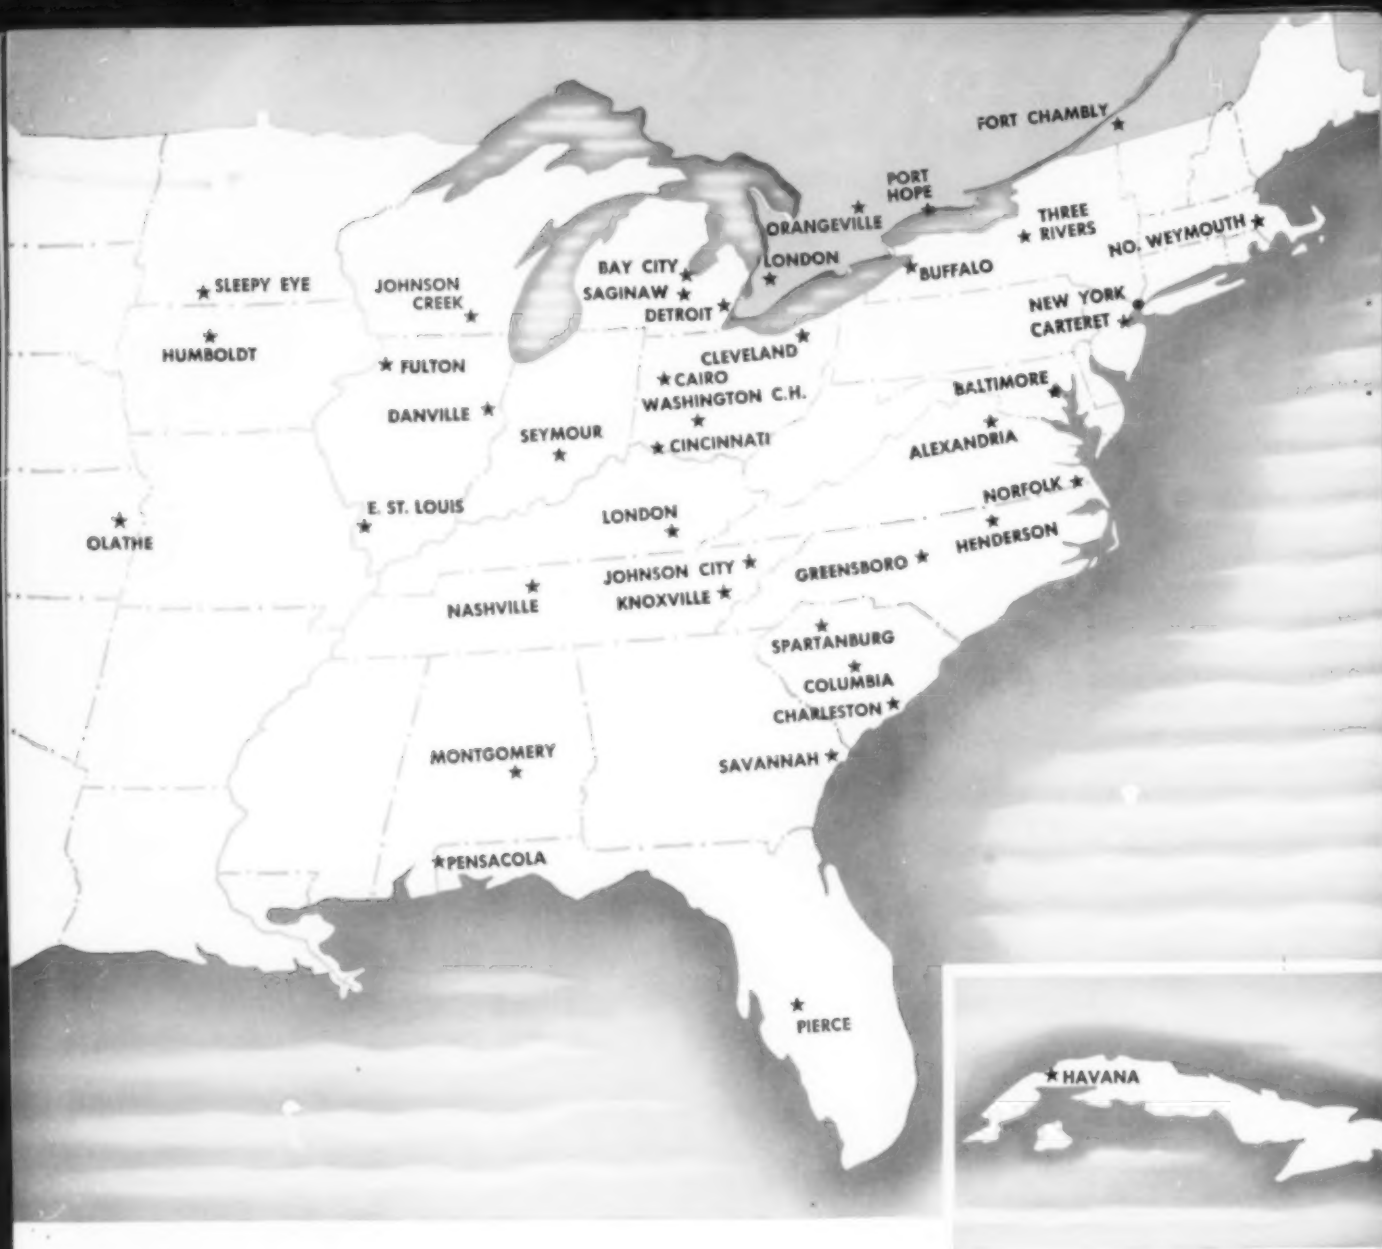 FORT CHAMBLY
PORT
HOPE
ORANGEVILLE
THREE
RIVERS
NO. WEYMOUTH
BAY CITY
LONDON
BUFFALO
SLEEPY EYE
JOHNSON
CREEK
SAGINAW
DETROIT
NEW YORK
CARTERET
HUMBOLDT
FULTON
CLEVELAND
CAIRO
BALTIMORE
WASHINGTON C.H.
DANVILLE
SEYMOUR
CINCINNATI
ALEXANDRIA
NORFOLK
E. ST. LOUIS
LONDON
HENDERSON
OLATHE
JOHNSON CITY
GREENSBORO
NASHVILLE
KNOXVILLE
SPARTANBURG
COLUMBIA
CHARLESTON
MONTGOMERY
SAVANNAH
PENSACOLA
PIERCE
HAVANA